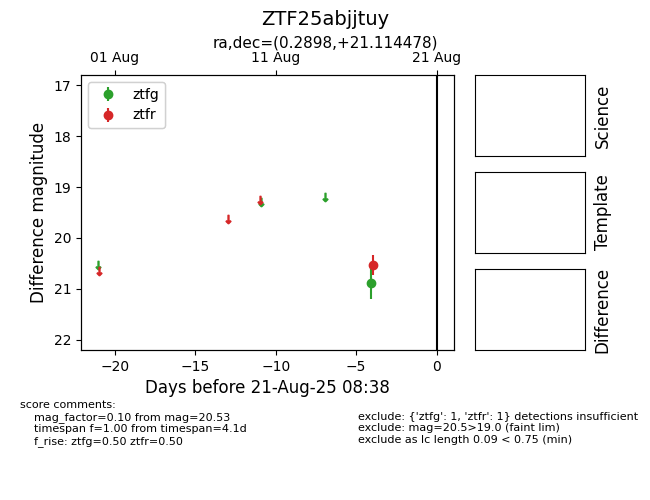 ZTF25abjjtuy
ra,dec=(0.2898,+21.114478)
01 Aug
11 Aug
21 Aug
ztfg
ztfr
17
18
19
20
21
22
Difference magnitude
−20
−15
−10
−5
0
Days before 21-Aug-25 08:38
Science
Template
Difference
score comments:
mag_factor=0.10 from mag=20.53
timespan f=1.00 from timespan=4.1d
f_rise: ztfg=0.50 ztfr=0.50
exclude: {'ztfg': 1, 'ztfr': 1} detections insufficient
exclude: mag=20.5>19.0 (faint lim)
exclude as lc length 0.09 < 0.75 (min)